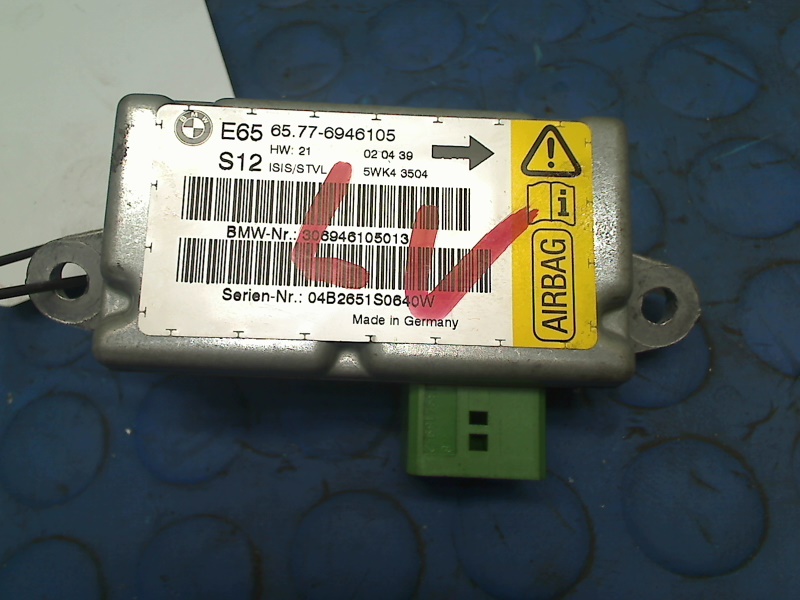 BMW
E65 65.77-6946105
HW: 21 02 04 39
S12 ISIS/STVL 5WK4 3504
BMW-Nr.: 306946105013
Serien-Nr.: 04B2651S0640W
Made in Germany
LV
i
AIRBAG